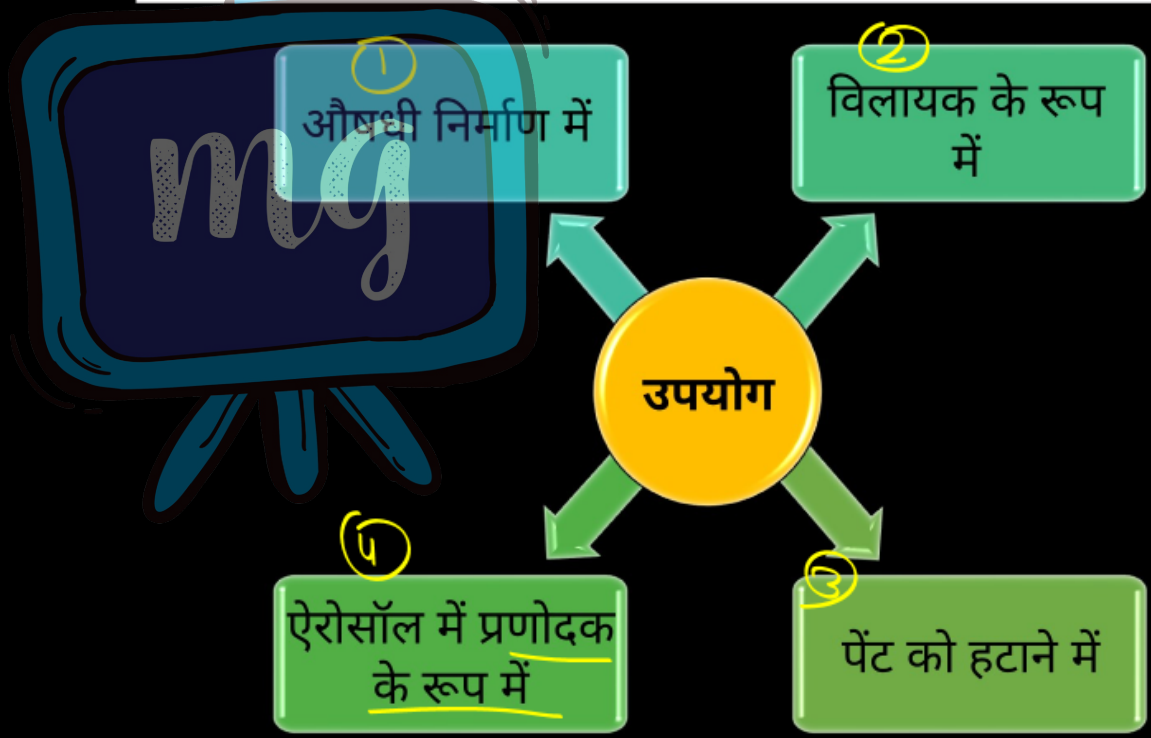 1
औषधी निर्माण में
2
विलायक के रूप
में
mg
उपयोग
4
ऐरोसॉल में प्रणोदक
के रूप में
3
पेंट को हटाने में